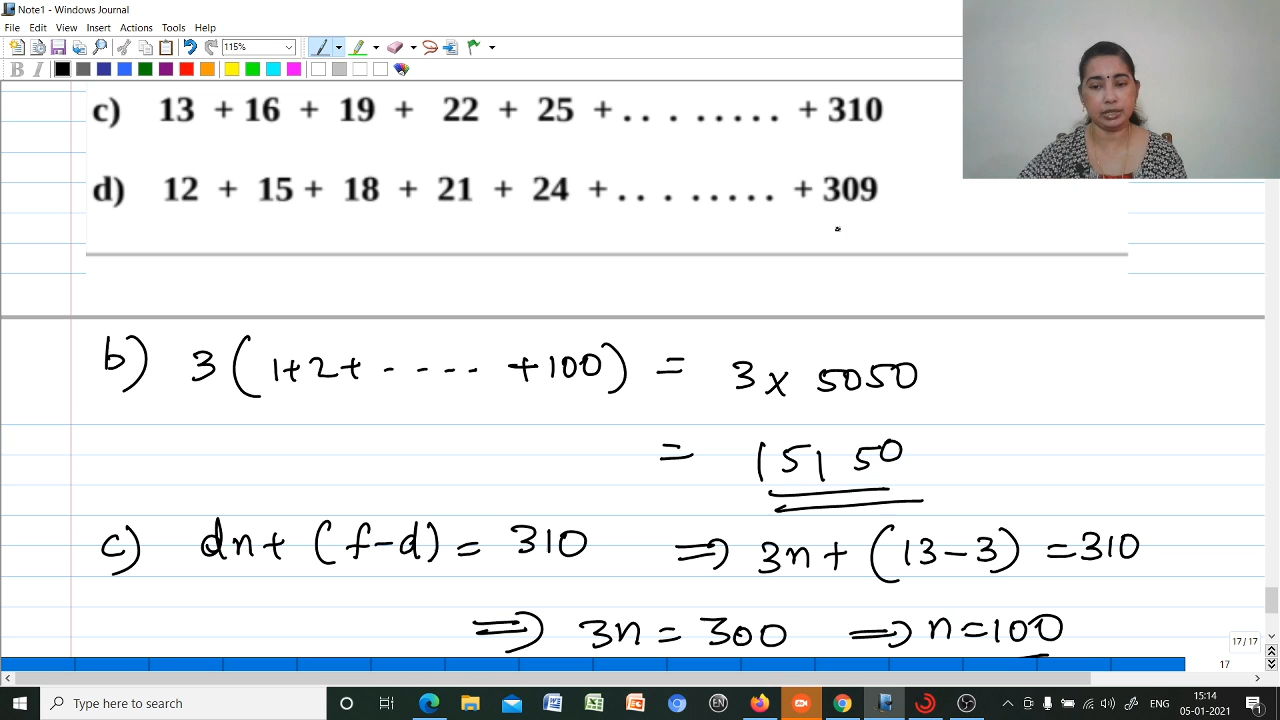 Note1 - Windows Journal
File Edit View Insert Actions Tools Help
115%
B I
c) 13 + 16 + 19 + 22 + 25 + . . . . . . . . + 310
d) 12 + 15 + 18 + 21 + 24 + . . . . . . . . + 309
b) 3 ( 1+2+ - - - - - +100 ) = 3 x 5050
= 15150
c) dn + (f-d) = 310 ⇒ 3n + (13-3) = 310
⇒ 3n = 300 ⇒ n = 100
17/17
17
Type here to search
ENG
15:14
05-01-2021